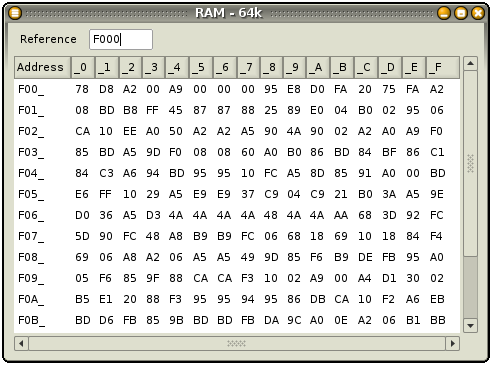 RAM - 64k
Reference F000
Address _0 _1 _2 _3 _4 _5 _6 _7 _8 _9 _A _B _C _D _E _F
F00_ 78 D8 A2 00 A9 00 00 00 95 E8 D0 FA 20 75 FA A2
F01_ 08 BD B8 FF 45 87 87 88 25 89 E0 04 B0 02 95 06
F02_ CA 10 EE A0 50 A2 A2 A5 90 4A 90 02 A2 A0 A9 F0
F03_ 85 BD A5 9D F0 08 08 60 A0 B0 86 BD 84 BF 86 C1
F04_ 84 C3 A6 94 BD 95 95 10 FC A5 8D 85 91 A0 00 BD
F05_ E6 FF 10 29 A5 E9 E9 37 C9 04 C9 21 B0 3A A5 9E
F06_ D0 36 A5 D3 4A 4A 4A 4A 48 4A 4A AA 68 3D 92 FC
F07_ 5D 90 FC 48 A8 B9 B9 FC 06 68 18 69 10 18 84 F4
F08_ 69 06 A8 A2 06 A5 A5 49 9D 85 F6 B9 DE FB 95 A0
F09_ 05 F6 85 9F 88 CA CA F3 10 02 A9 00 A4 D1 30 02
F0A_ B5 E1 20 88 F3 95 95 94 95 86 DB CA 10 F2 A6 EB
F0B_ BD D6 FB 85 9B BD BD FB DA 9C A0 0E A2 06 B1 BB